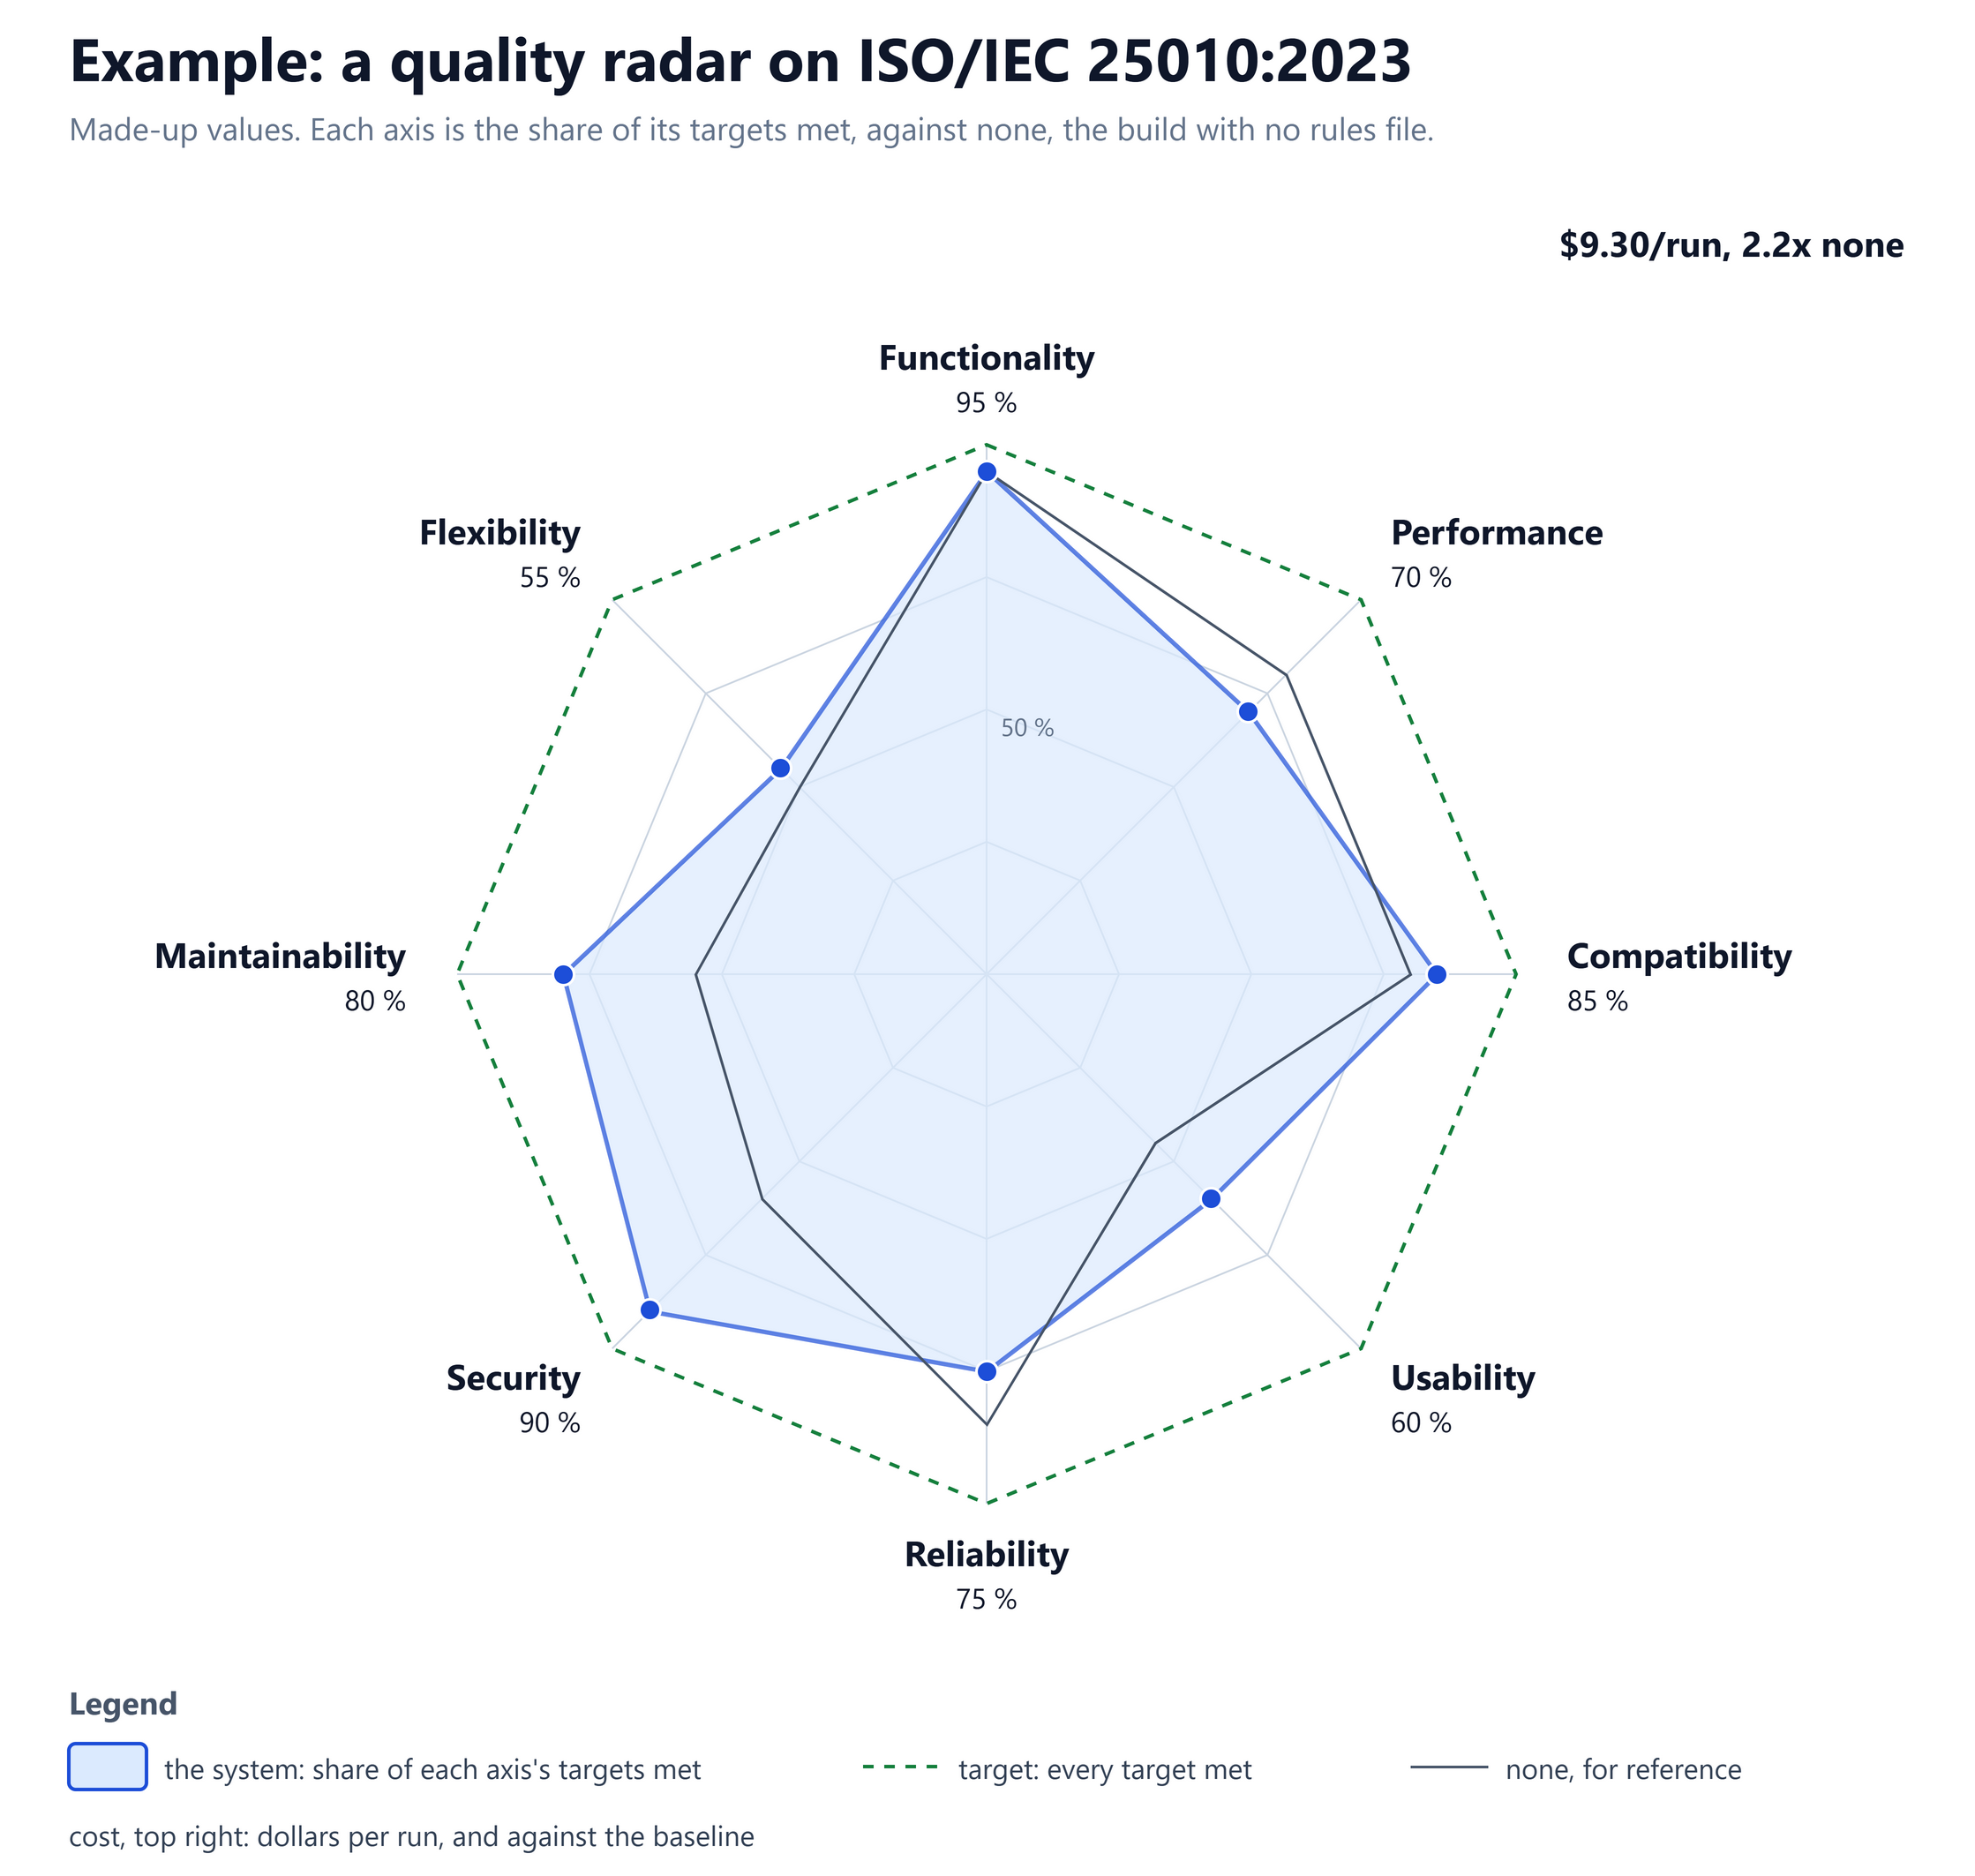 Example: a quality radar on ISO/IEC 25010:2023
Made-up values. Each axis is the share of its targets met, against none, the build with no rules file.
$9.30/run, 2.2x none
Functionality
95 %
Flexibility
55 %
Performance
70 %
50 %
Maintainability
80 %
Compatibility
85 %
Security
90 %
Usability
60 %
Reliability
75 %
Legend
the system: share of each axis's targets met
target: every target met
none, for reference
cost, top right: dollars per run, and against the baseline